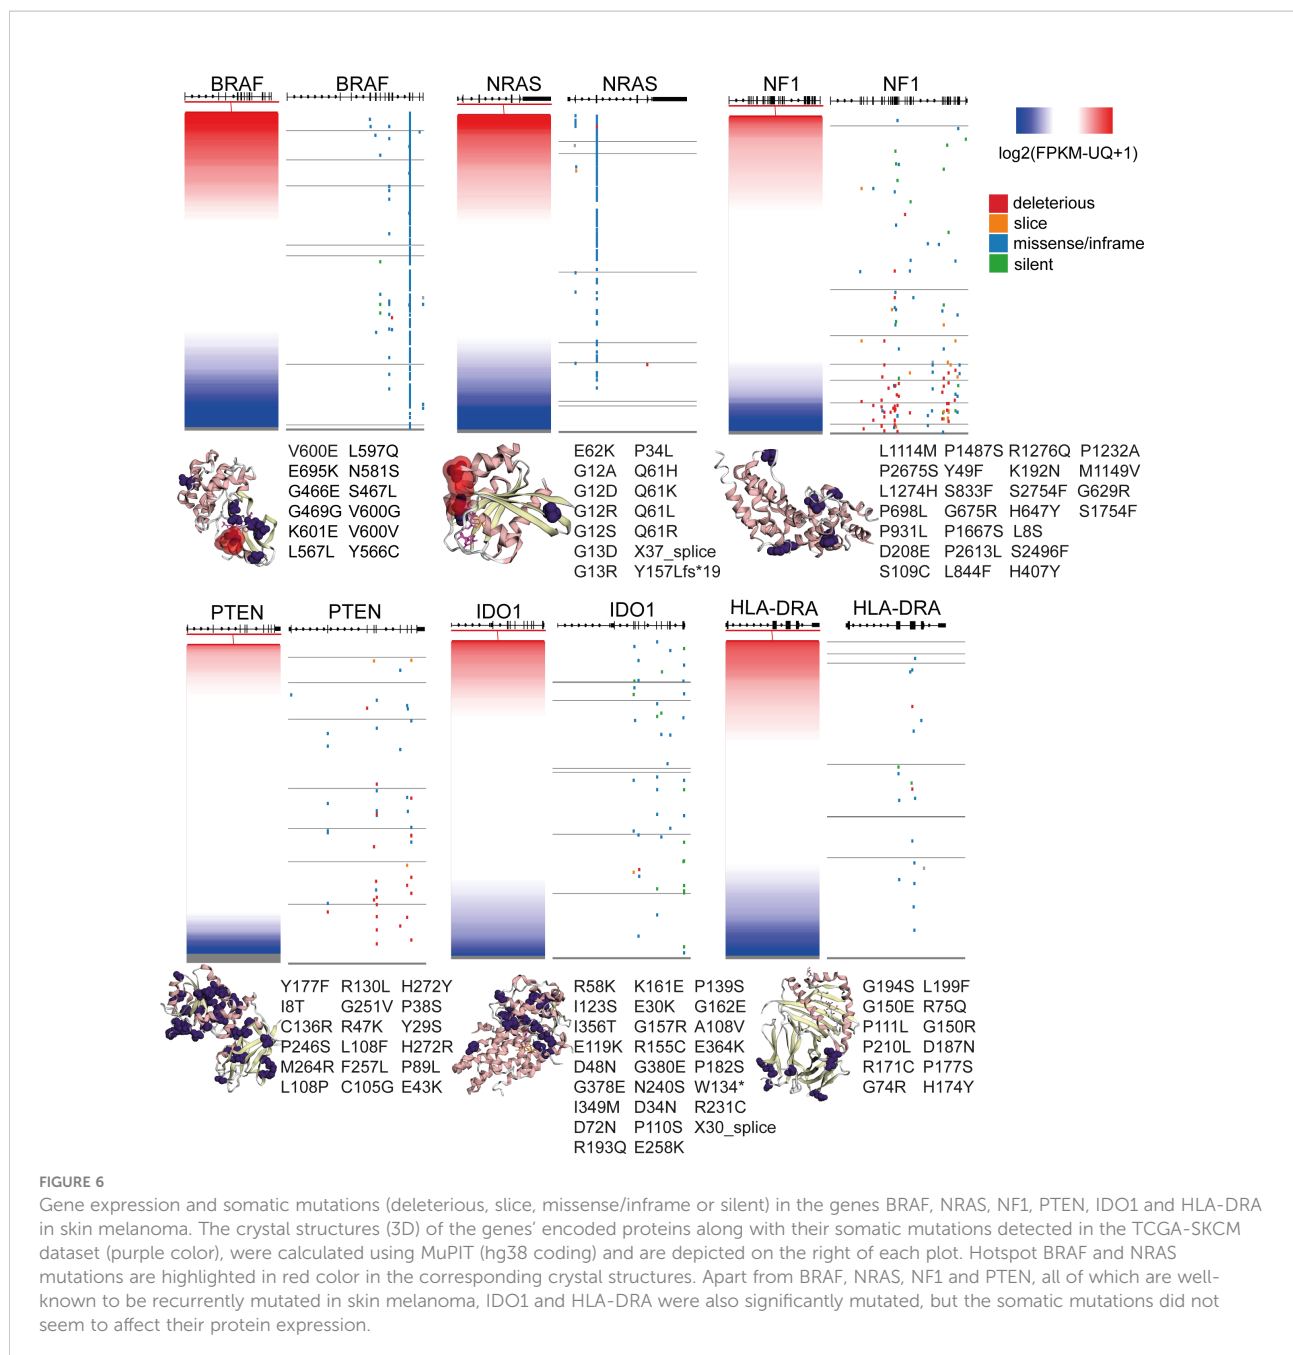 BRAF BRAF NRAS NRAS NF1 NF1
log2(FPKM-UQ+1)
deleterious
slice
missense/inframe
silent
V600E L597Q
E695K N581S
G466E S467L
G469G V600G
K601E V600V
L567L Y566C
E62K P34L
G12A Q61H
G12D Q61K
G12R Q61L
G12S Q61R
G13D X37_splice
G13R Y157Lfs*19
L1114M P1487S R1276Q P1232A
P2675S Y49F K192N M1149V
L1274H S833F S2754F G629R
P698L G675R H647Y S1754F
P931L P1667S L8S
D208E P2613L S2496F
S109C L844F H407Y
PTEN PTEN IDO1 IDO1 HLA-DRA HLA-DRA
Y177F R130L H272Y
I8T G251V P38S
C136R R47K Y29S
P246S L108F H272R
M264R F257L P89L
L108P C105G E43K
R58K K161E P139S
I123S E30K G162E
I356T G157R A108V
E119K R155C E364K
D48N G380E P182S
G378E N240S W134*
I349M D34N R231C
D72N P110S X30_splice
R193Q E258K
G194S L199F
G150E R75Q
P111L G150R
P210L D187N
R171C P177S
G74R H174Y
FIGURE 6
Gene expression and somatic mutations (deleterious, slice, missense/inframe or silent) in the genes BRAF, NRAS, NF1, PTEN, IDO1 and HLA-DRA
in skin melanoma. The crystal structures (3D) of the genes' encoded proteins along with their somatic mutations detected in the TCGA-SKCM
dataset (purple color), were calculated using MuPIT (hg38 coding) and are depicted on the right of each plot. Hotspot BRAF and NRAS
mutations are highlighted in red color in the corresponding crystal structures. Apart from BRAF, NRAS, NF1 and PTEN, all of which are well-
known to be recurrently mutated in skin melanoma, IDO1 and HLA-DRA were also significantly mutated, but the somatic mutations did not
seem to affect their protein expression.